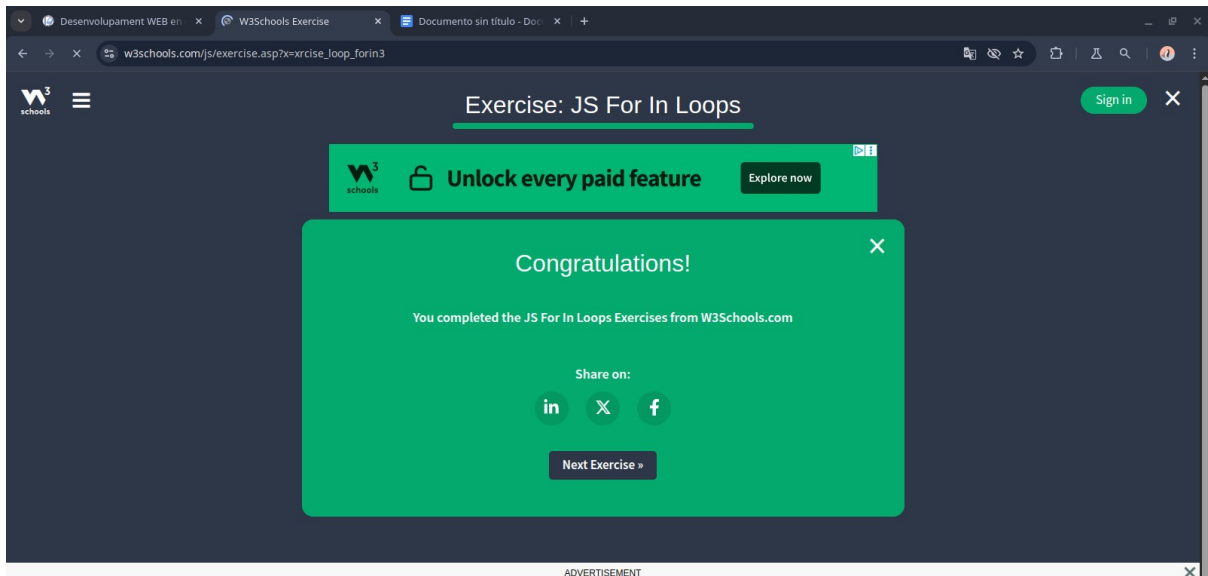 Desenvolupament WEB en
W3Schools Exercise
Documento sin título - Doc
w3schools.com/js/exercise.asp?x=xrcise_loop_forin3
W3 schools
Exercise: JS For In Loops
Sign in
W3 schools
Unlock every paid feature
Explore now
Congratulations!
You completed the JS For In Loops Exercises from W3Schools.com
Share on:
in X f
Next Exercise »
ADVERTISEMENT